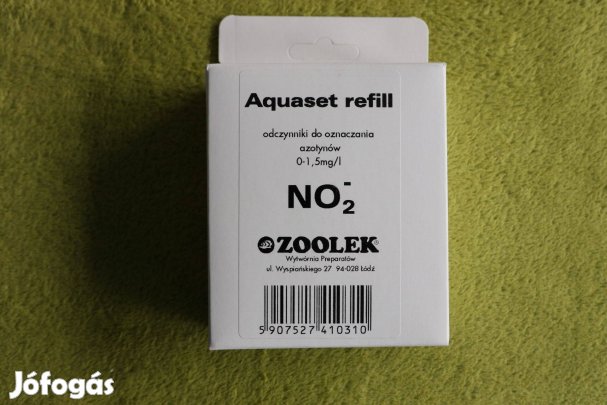 Aquaset refill
odczynniki do oznaczania
azotynów
0-1,5mg/l
NO₂⁻
ZOOLEK®
Wytwórnia Preparatów
ul. Wyspiańskiego 27 94-028 Łódź
5 907527 410310
Jófogás